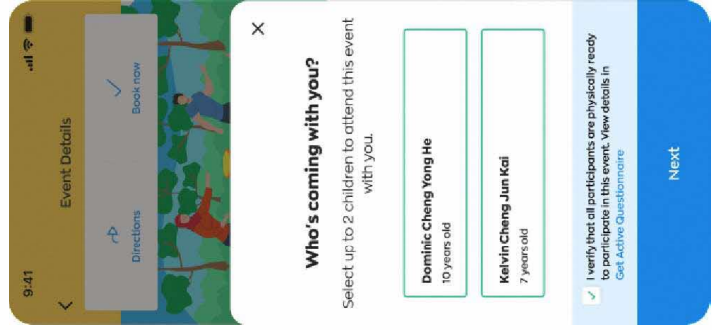 9:41
Event Details
Directions
Book now
Who's coming with you?
Select up to 2 children to attend this event
with you.
Dominic Cheng Yong He
10 years old
Kelvin Cheng Jun Kai
7 years old
I verify that all participants are physically ready
to participate in this event. View details in
Get Active Questionnaire
Next